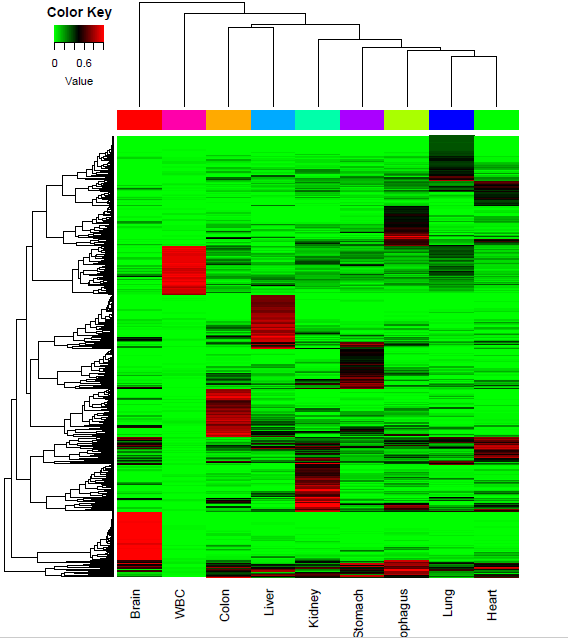 Color Key
0 0.6
Value
Brain
WBC
Colon
Liver
Kidney
Stomach
ophagus
Lung
Heart